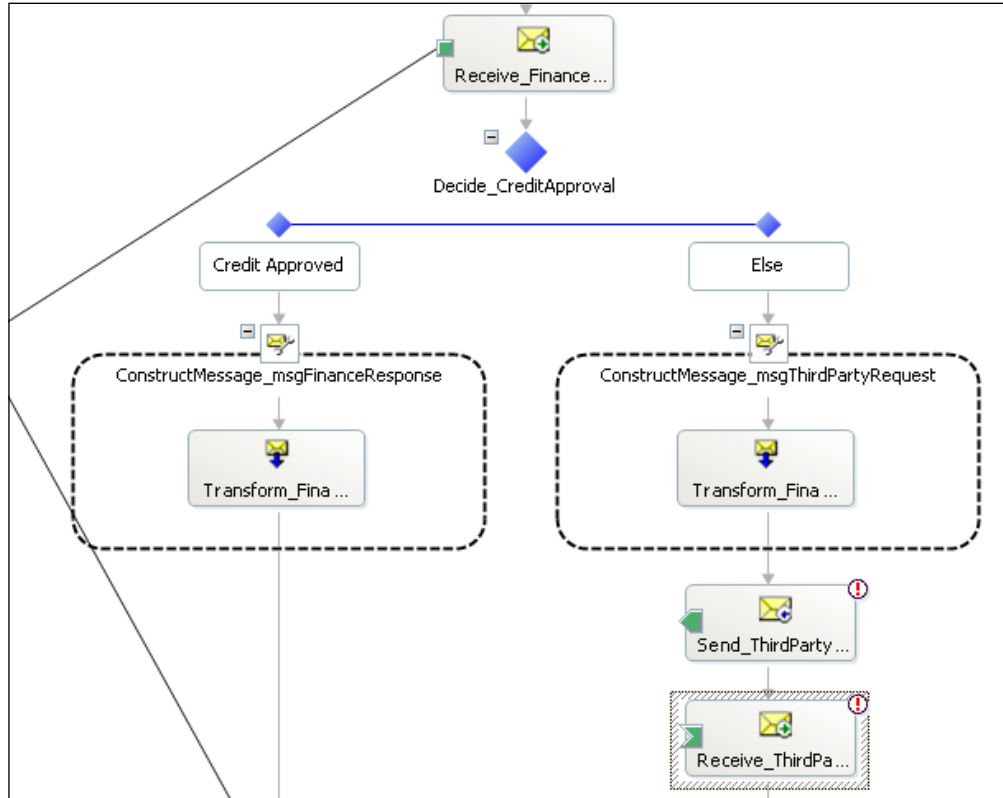 Receive_Finance ...
Decide_CreditApproval
Credit Approved
Else
ConstructMessage_msgFinanceResponse
ConstructMessage_msgThirdPartyRequest
Transform_Fina ...
Transform_Fina ...
Send_ThirdParty ...
Receive_ThirdPa ...